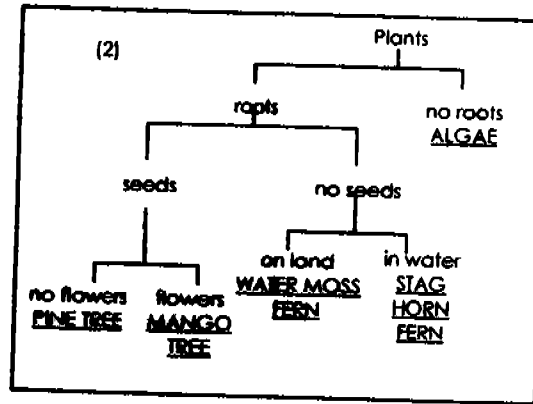 (2)
Plants
roots
no roots
ALGAE
seeds
no seeds
no flowers
PINE TREE
flowers
MANGO
TREE
on land
WATER MOSS
FERN
in water
STAG
HORN
FERN